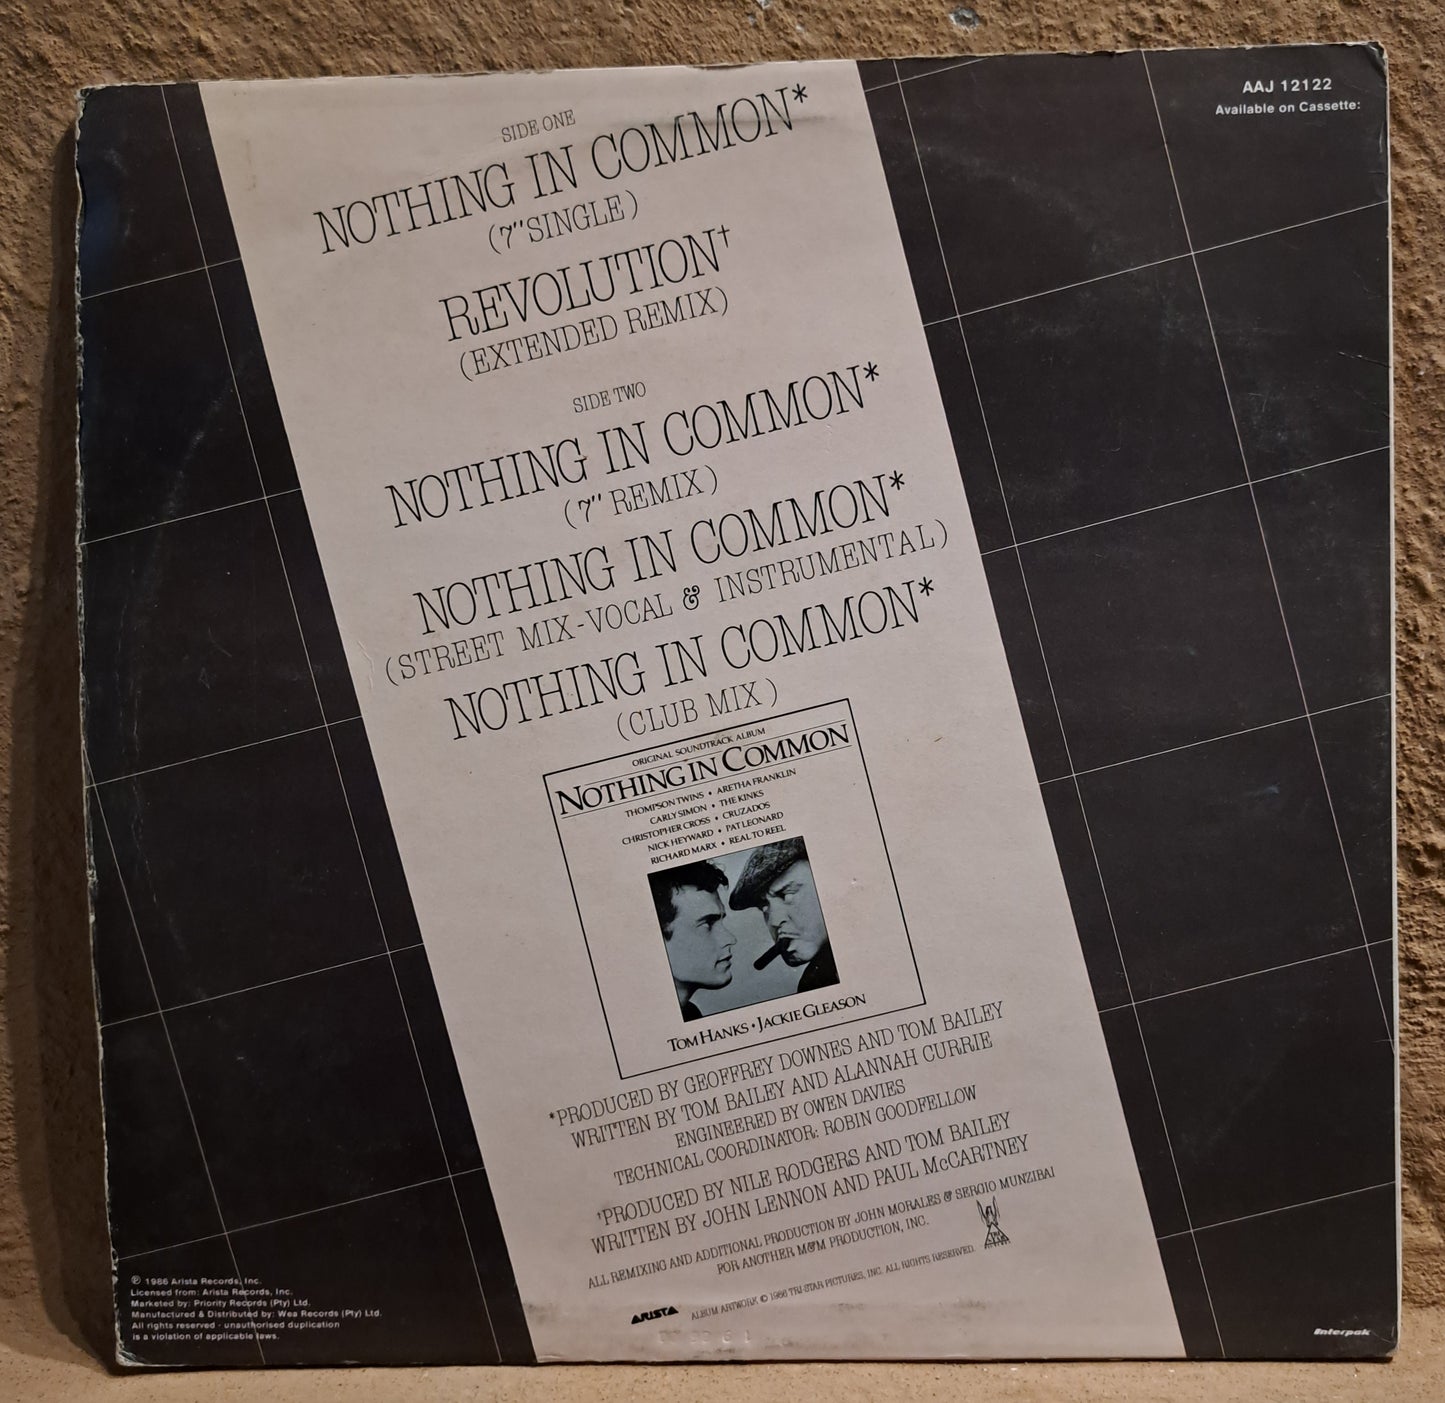 AAJ 12122
Available on Cassette:
SIDE ONE
NOTHING IN COMMON*
(7" SINGLE)
REVOLUTION†
(EXTENDED REMIX)
SIDE TWO
NOTHING IN COMMON*
(7" REMIX)
NOTHING IN COMMON*
(STREET MIX-VOCAL & INSTRUMENTAL)
NOTHING IN COMMON*
(CLUB MIX)
ORIGINAL SOUNDTRACK ALBUM
NOTHING IN COMMON
THOMPSON TWINS • ARETHA FRANKLIN
CARLY SIMON • THE KINKS
CHRISTOPHER CROSS • CRUZADOS
NICK HEYWARD • PAT LEONARD
RICHARD MARX • REAL TO REEL
TOM HANKS • JACKIE GLEASON
*PRODUCED BY GEOFFREY DOWNES AND TOM BAILEY
WRITTEN BY TOM BAILEY AND ALANNAH CURRIE
ENGINEERED BY OWEN DAVIES
TECHNICAL COORDINATOR: ROBIN GOODFELLOW
†PRODUCED BY NILE RODGERS AND TOM BAILEY
WRITTEN BY JOHN LENNON AND PAUL McCARTNEY
ALL REMIXING AND ADDITIONAL PRODUCTION BY JOHN MORALES & SERGIO MUNZIBAI
FOR ANOTHER M&M PRODUCTION, INC.
ARISTA
ALBUM ARTWORK © 1986 TRI-STAR PICTURES, INC. ALL RIGHTS RESERVED.
℗ 1986 Arista Records, Inc.
Licensed from: Arista Records, Inc.
Marketed by: Priority Records (Pty) Ltd.
Manufactured & Distributed by: Wea Records (Pty) Ltd.
All rights reserved - unauthorised duplication
is a violation of applicable laws.
Interpak